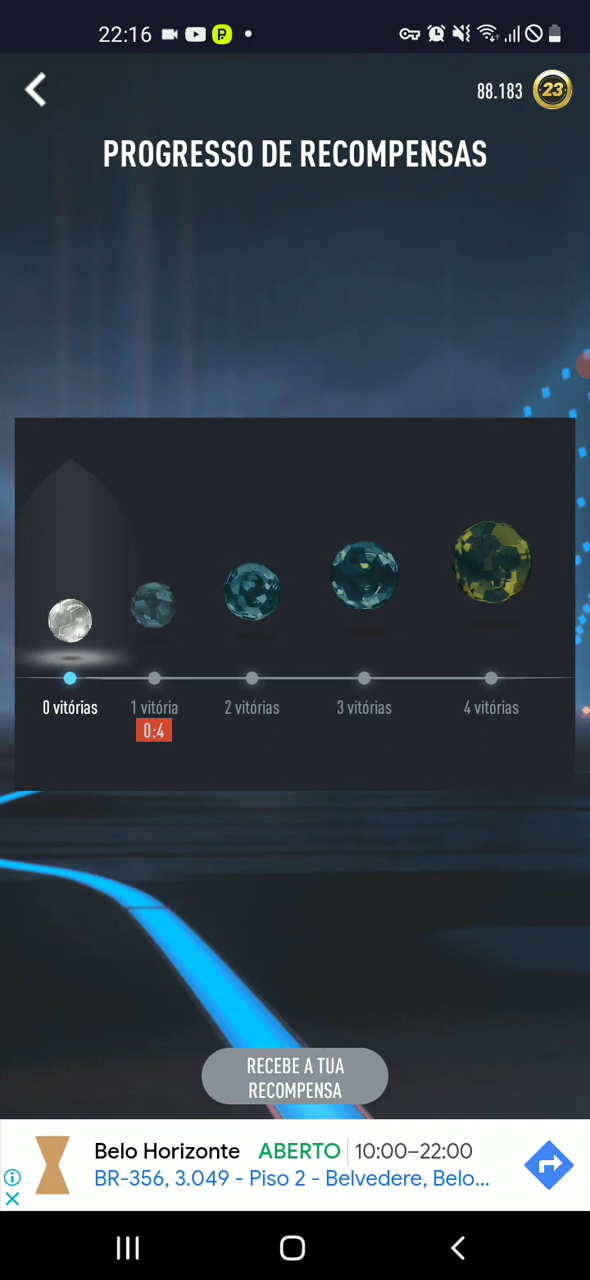 22:16
88.183 23
PROGRESSO DE RECOMPENSAS
0 vitórias 1 vitória 2 vitórias 3 vitórias 4 vitórias
0:4
RECEBE A TUA
RECOMPENSA
Belo Horizonte ABERTO 10:00–22:00
BR-356, 3.049 - Piso 2 - Belvedere, Belo...